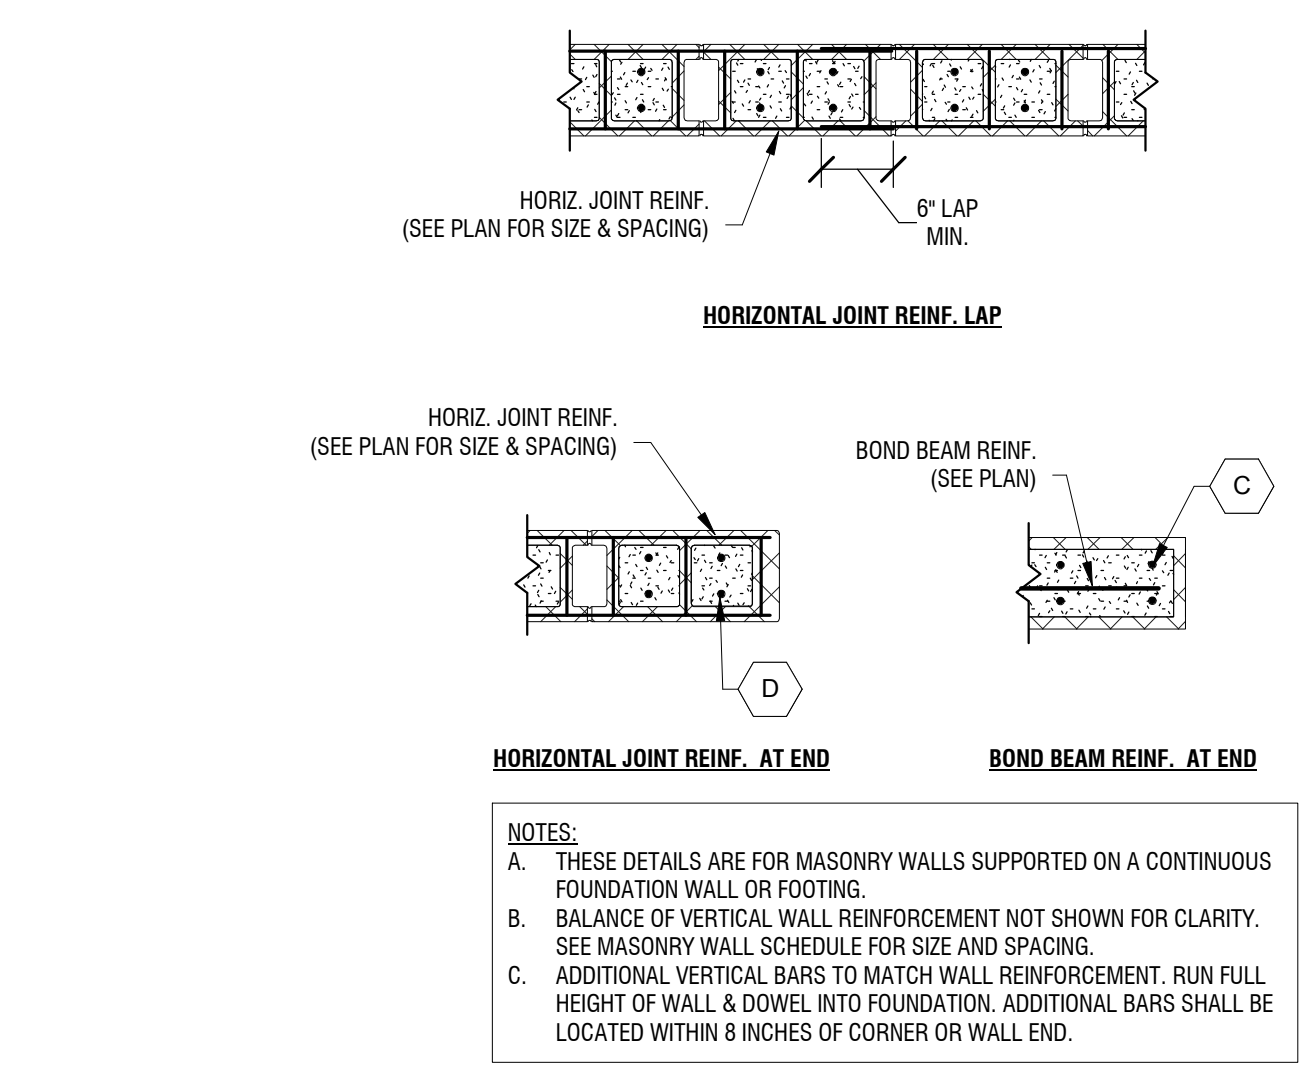 HORIZ. JOINT REINF.
(SEE PLAN FOR SIZE & SPACING)
6" LAP
MIN.
HORIZONTAL JOINT REINF. LAP
HORIZ. JOINT REINF.
(SEE PLAN FOR SIZE & SPACING)
BOND BEAM REINF.
(SEE PLAN)
C
D
HORIZONTAL JOINT REINF. AT END
BOND BEAM REINF. AT END
NOTES:
A. THESE DETAILS ARE FOR MASONRY WALLS SUPPORTED ON A CONTINUOUS
FOUNDATION WALL OR FOOTING.
B. BALANCE OF VERTICAL WALL REINFORCEMENT NOT SHOWN FOR CLARITY.
SEE MASONRY WALL SCHEDULE FOR SIZE AND SPACING.
C. ADDITIONAL VERTICAL BARS TO MATCH WALL REINFORCEMENT. RUN FULL
HEIGHT OF WALL & DOWEL INTO FOUNDATION. ADDITIONAL BARS SHALL BE
LOCATED WITHIN 8 INCHES OF CORNER OR WALL END.